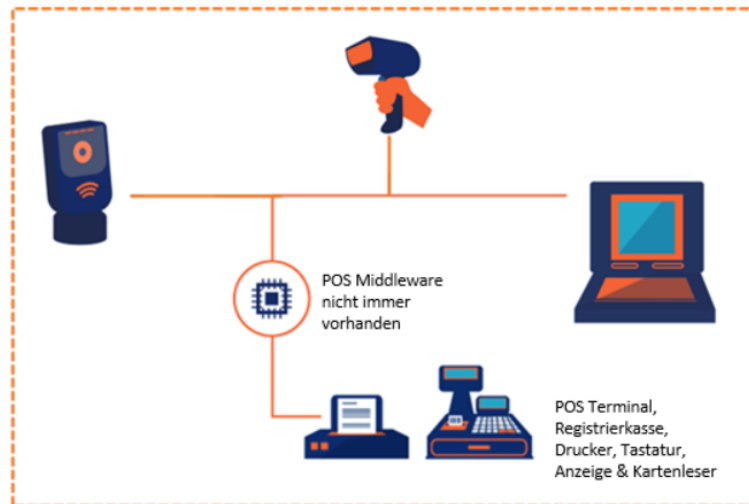 POS Middleware
nicht immer
vorhanden
POS Terminal,
Registrierkasse,
Drucker, Tastatur,
Anzeige & Kartenleser